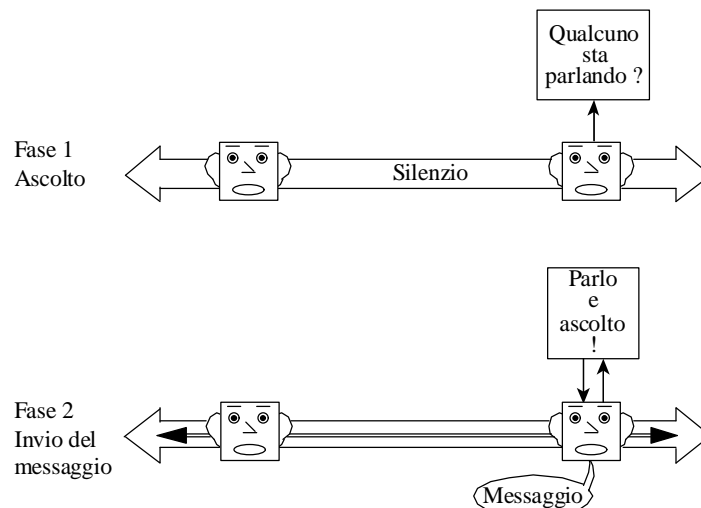 Qualcuno
sta
parlando ?
Fase 1
Ascolto
Silenzio
Parlo
e
ascolto
!
Fase 2
Invio del
messaggio
Messaggio